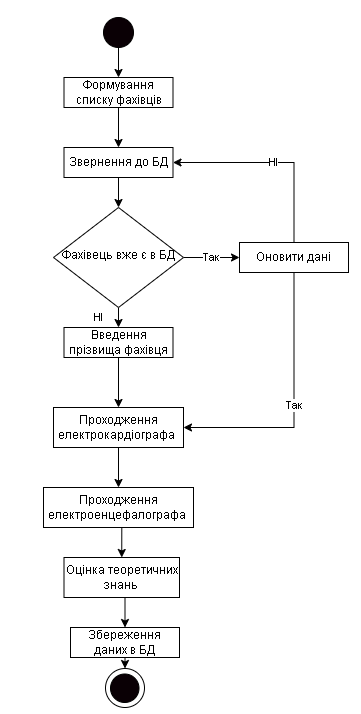 Формування
списку фахівців
Звернення до БД
НІ
Фахівець вже є в БД
Так
Оновити дані
НІ
Введення
прізвища фахівця
Так
Проходження
електрокардіографа
Проходження
електроенцефалографа
Оцінка теоретичних
знань
Збереження
даних в БД